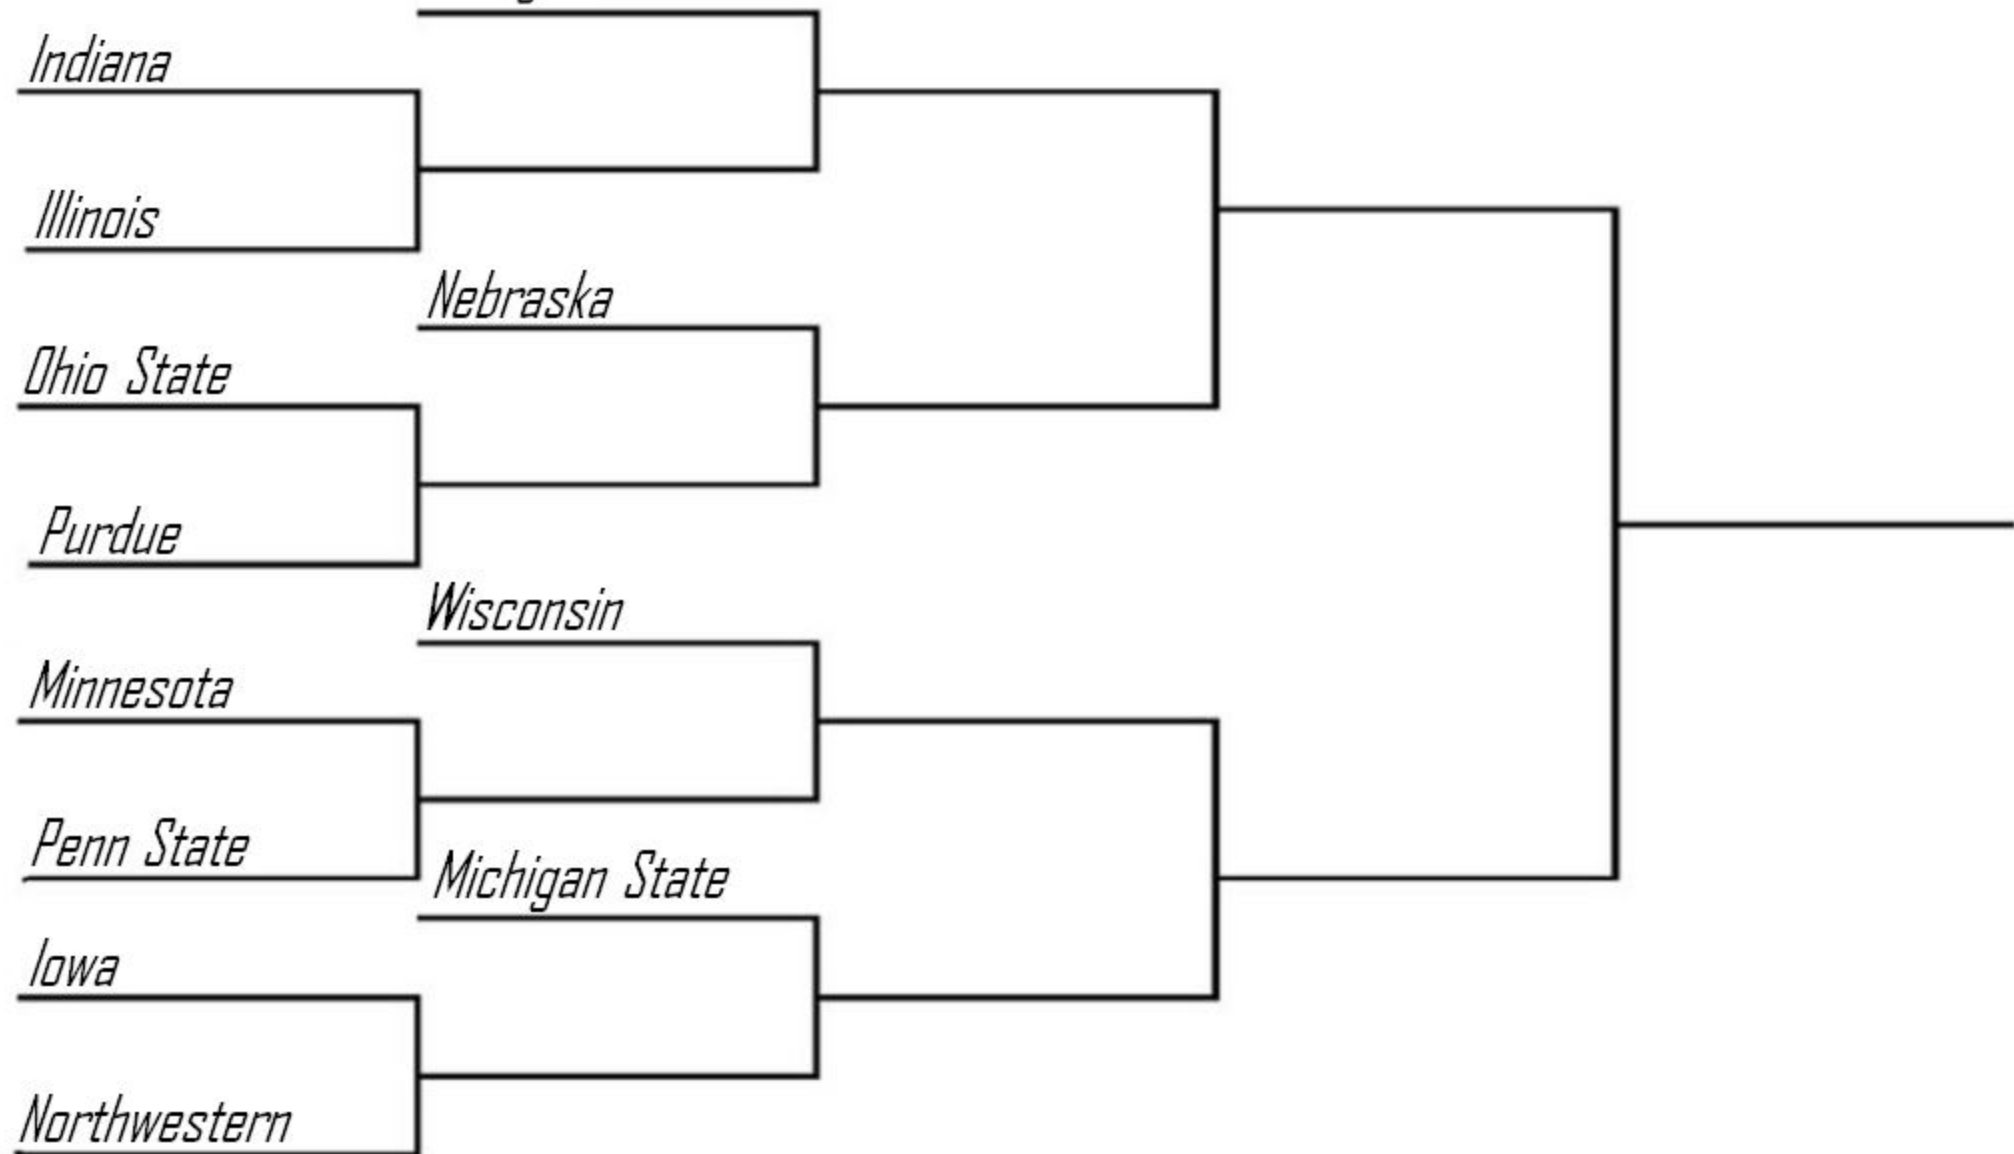 Indiana
Illinois
Nebraska
Ohio State
Purdue
Wisconsin
Minnesota
Penn State
Michigan State
Iowa
Northwestern